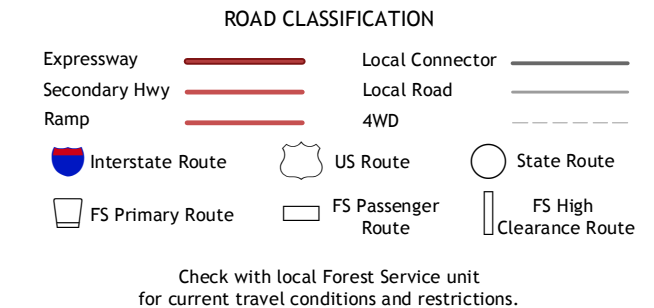 ROAD CLASSIFICATION
Expressway
Local Connector
Secondary Hwy
Local Road
Ramp
4WD
Interstate Route
US Route
State Route
FS Primary Route
FS Passenger
Route
FS High
Clearance Route
Check with local Forest Service unit
for current travel conditions and restrictions.